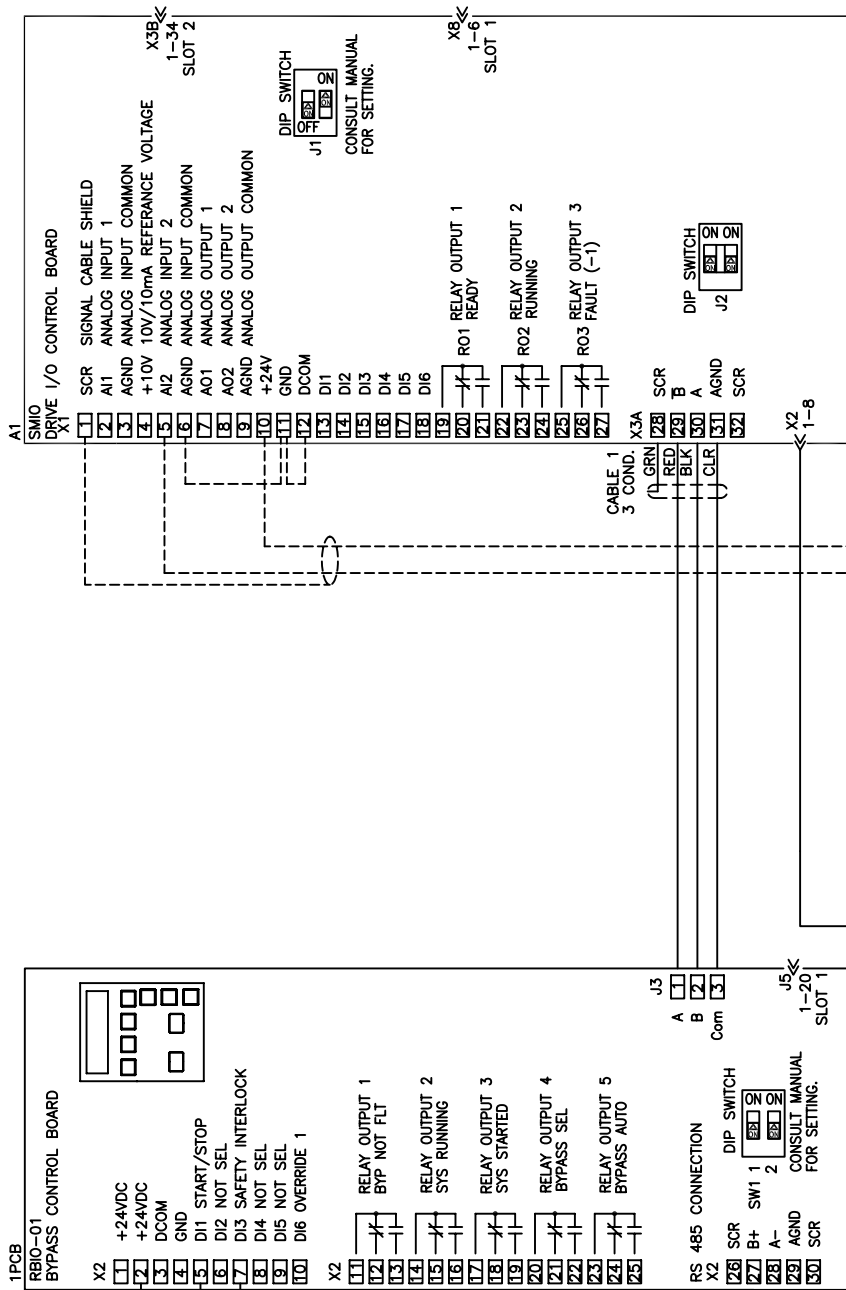 1PCB
RBIO-01
BYPASS CONTROL BOARD
X2
1 +24VDC
2 +24VDC
3 DCOM
4 GND
5 DI1 START/STOP
6 DI2 NOT SEL
7 DI3 SAFETY INTERLOCK
8 DI4 NOT SEL
9 DI5 NOT SEL
10 DI6 OVERRIDE 1
X2
11
12
13
RELAY OUTPUT 1
BYP NOT FLT
14
15
16
RELAY OUTPUT 2
SYS RUNNING
17
18
19
RELAY OUTPUT 3
SYS STARTED
20
21
22
RELAY OUTPUT 4
BYPASS SEL
23
24
25
RELAY OUTPUT 5
BYPASS AUTO
RS 485 CONNECTION
X2
26 SCR
27 B+
28 A-
29 AGND
30 SCR
DIP SWITCH
SW1 1
2
ON
ON
ON
ON
CONSULT MANUAL
FOR SETTING.
J3
A 1
B 2
Com 3
J5
1-20
SLOT 1
A1
SMIO
DRIVE I/O CONTROL BOARD
X1
1 SCR SIGNAL CABLE SHIELD
2 AI1 ANALOG INPUT 1
3 AGND ANALOG INPUT COMMON
4 +10V 10V/10mA REFERANCE VOLTAGE
5 AI2 ANALOG INPUT 2
6 AGND ANALOG INPUT COMMON
7 AO1 ANALOG OUTPUT 1
8 AO2 ANALOG OUTPUT 2
9 AGND ANALOG OUTPUT COMMON
10 +24V
11 GND
12 DCOM
13 DI1
14 DI2
15 DI3
16 DI4
17 DI5
18 DI6
19
20
21
RO1 RELAY OUTPUT 1
READY
22
23
24
RO2 RELAY OUTPUT 2
RUNNING
25
26
27
RO3 RELAY OUTPUT 3
FAULT (-1)
CABLE 1
3 COND.
GRN
RED
BLK
CLR
X3A
28 SCR
29 B
30 A
31 AGND
32 SCR
X2
1-8
DIP SWITCH
OFF
ON
ON
ON
J1
CONSULT MANUAL
FOR SETTING.
DIP SWITCH
ON
ON
ON
ON
J2
X3B
1-34
SLOT 2
X8
1-6
SLOT 1